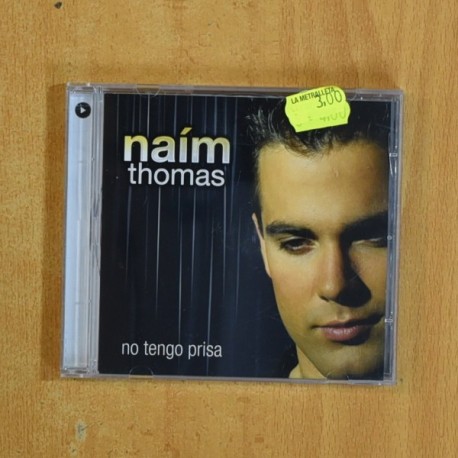 LA METRALLETA
3,00
naím
thomas
no tengo prisa